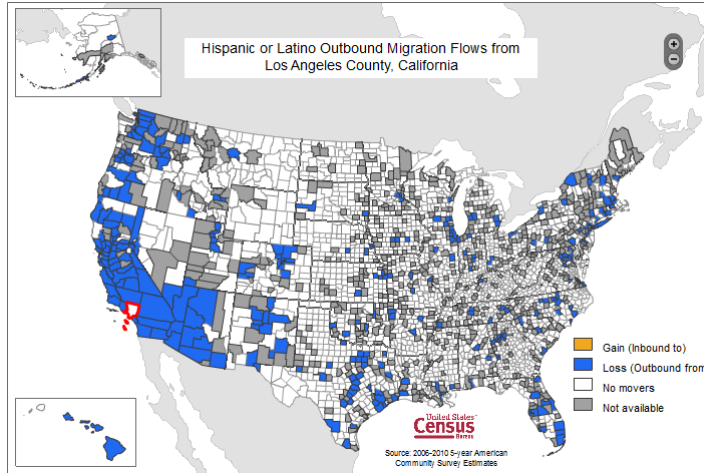 Hispanic or Latino Outbound Migration Flows from
Los Angeles County, California
Gain (Inbound to)
Loss (Outbound from
No movers
Not available
United States™
Census
Bureau
Source: 2006-2010 5-year American
Community Survey Estimates